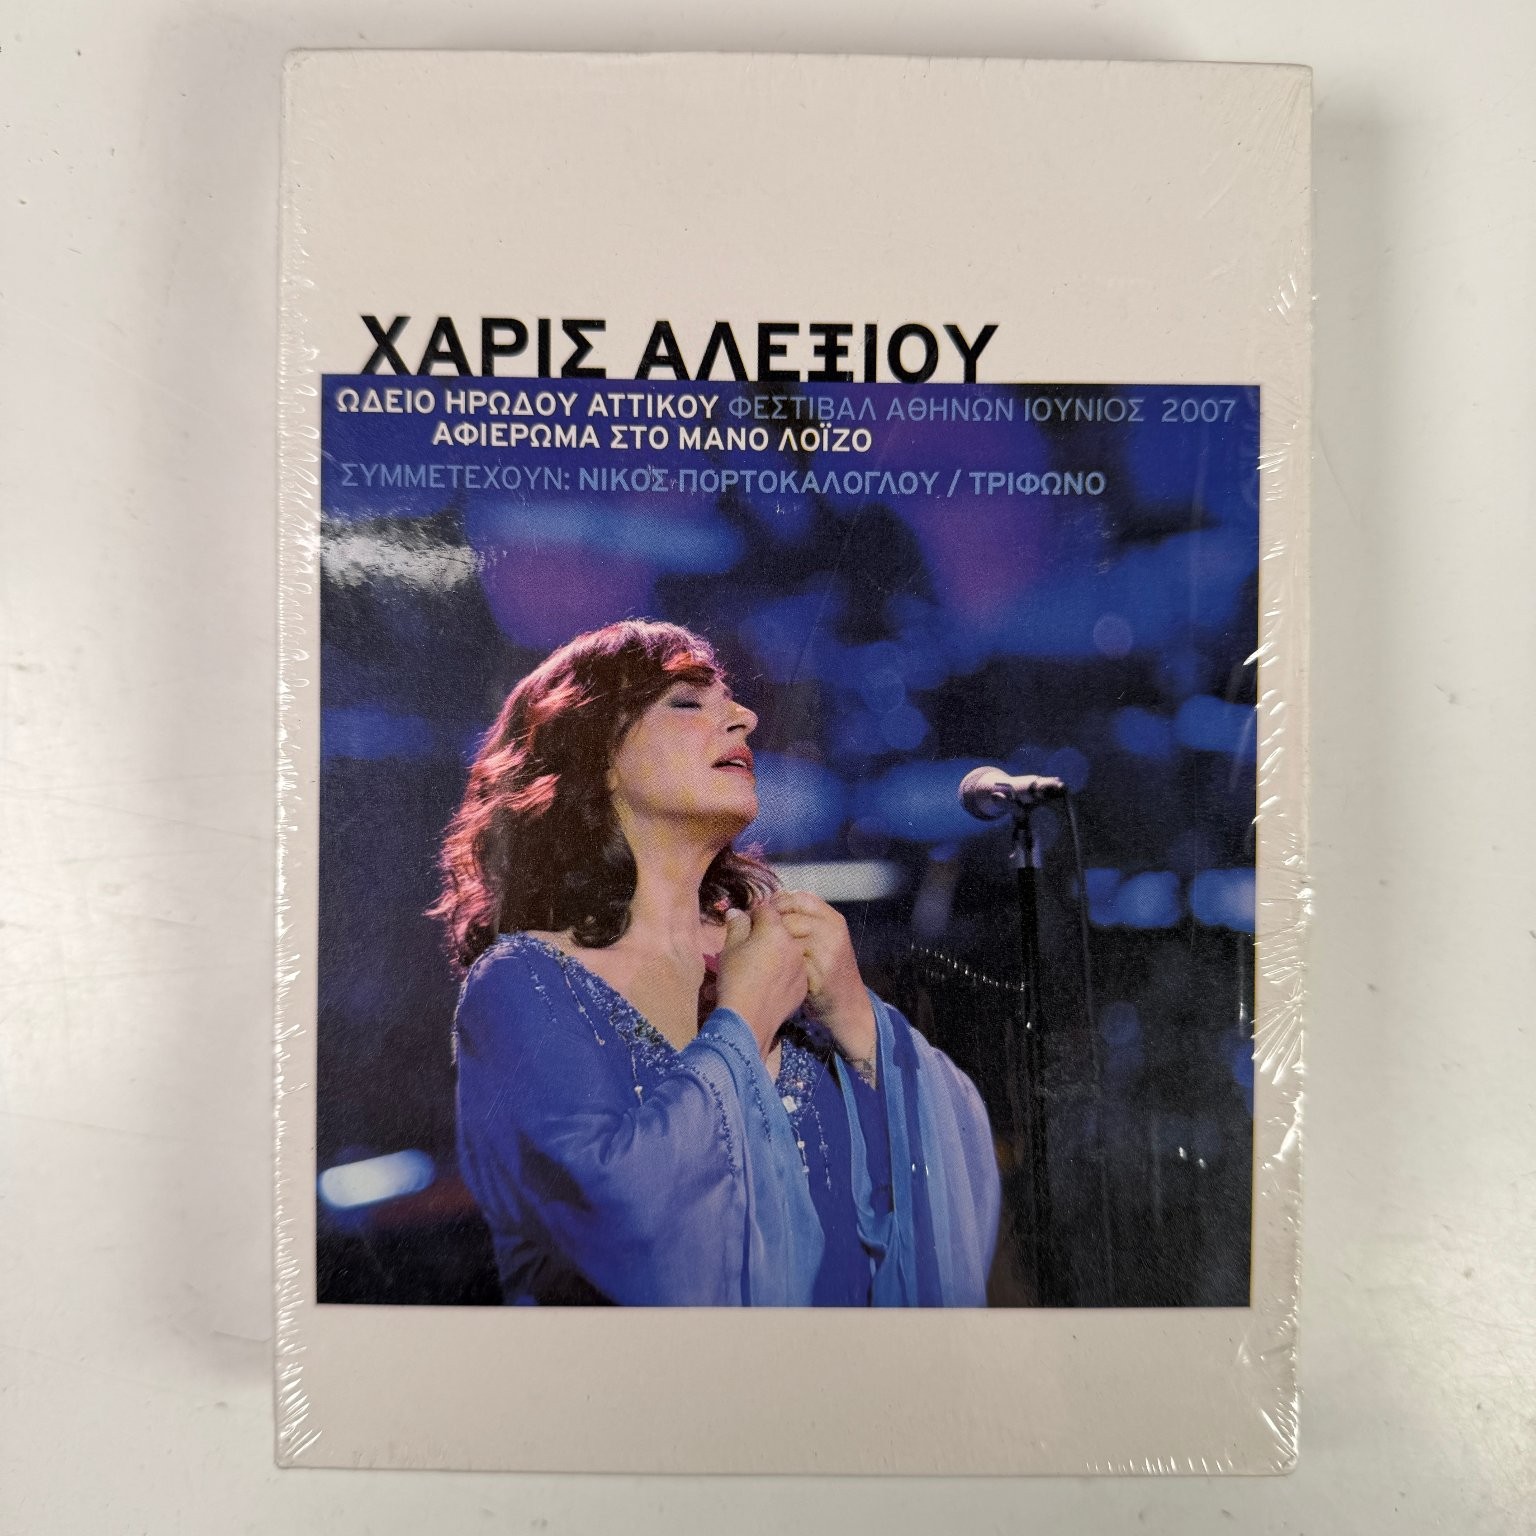 ΧΑΡΙΣ ΑΛΕΞΙΟΥ
ΩΔΕΙΟ ΗΡΩΔΟΥ ΑΤΤΙΚΟΥ ΦΕΣΤΙΒΑΛ ΑΘΗΝΩΝ ΙΟΥΝΙΟΣ 2007
ΑΦΙΕΡΩΜΑ ΣΤΟ ΜΑΝΟ ΛΟΪΖΟ
ΣΥΜΜΕΤΕΧΟΥΝ: ΝΙΚΟΣ ΠΟΡΤΟΚΑΛΟΓΛΟΥ / ΤΡΙΦΩΝΟ